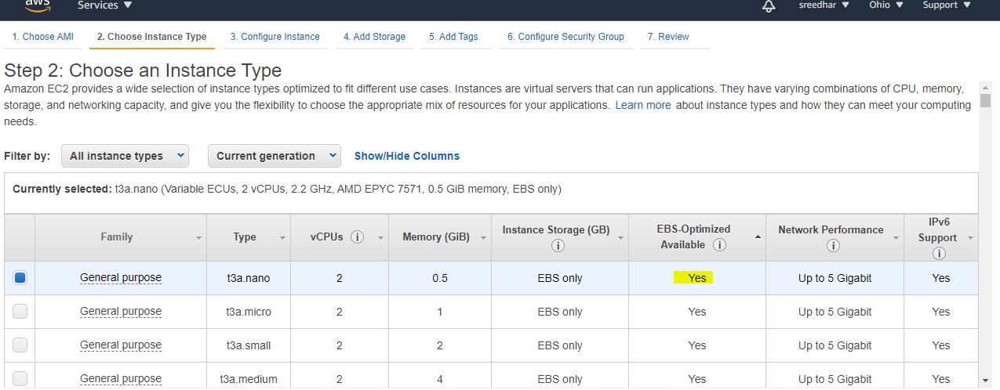 aws Services sreedhar Ohio Support
1. Choose AMI 2. Choose Instance Type 3. Configure Instance 4. Add Storage 5. Add Tags 6. Configure Security Group 7. Review
Step 2: Choose an Instance Type
Amazon EC2 provides a wide selection of instance types optimized to fit different use cases. Instances are virtual servers that can run applications. They have varying combinations of CPU, memory,
storage, and networking capacity, and give you the flexibility to choose the appropriate mix of resources for your applications. Learn more about instance types and how they can meet your computing
needs.
Filter by: All instance types Current generation Show/Hide Columns
Currently selected: t3a.nano (Variable ECUs, 2 vCPUs, 2.2 GHz, AMD EPYC 7571, 0.5 GiB memory, EBS only)
Family Type vCPUs i Memory (GiB) Instance Storage (GB) i EBS-Optimized Available i Network Performance i IPv6 Support i
General purpose t3a.nano 2 0.5 EBS only Yes Up to 5 Gigabit Yes
General purpose t3a.micro 2 1 EBS only Yes Up to 5 Gigabit Yes
General purpose t3a.small 2 2 EBS only Yes Up to 5 Gigabit Yes
General purpose t3a.medium 2 4 EBS only Yes Up to 5 Gigabit Yes